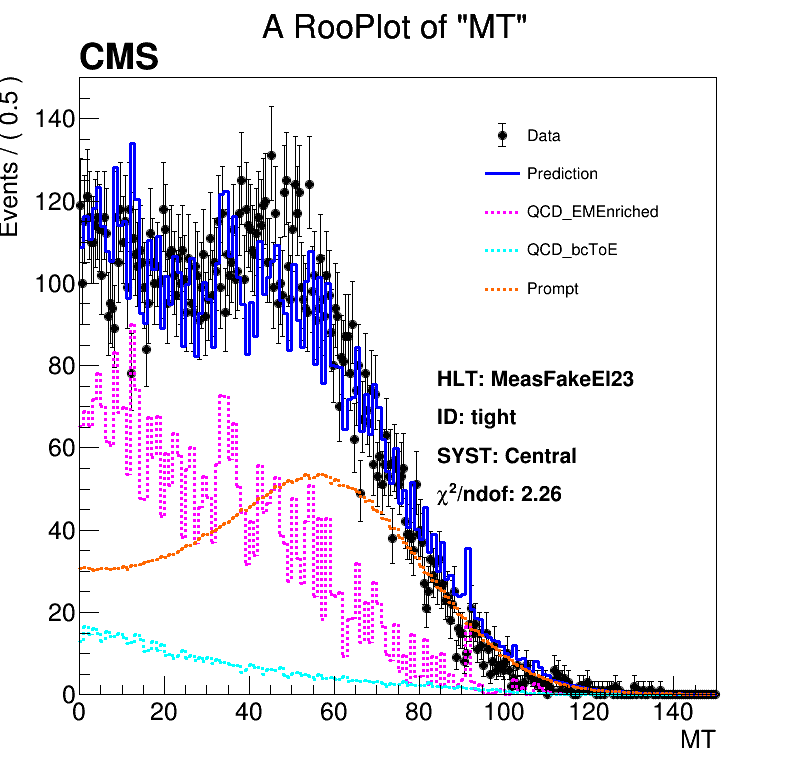 A RooPlot of "MT"
CMS
Events / ( 0.5 )
140
120
100
80
60
40
20
0
Data
Prediction
QCD_EMEnriched
QCD_bcToE
Prompt
HLT: MeasFakeEl23
ID: tight
SYST: Central
χ²/ndof: 2.26
0 20 40 60 80 100 120 140
MT